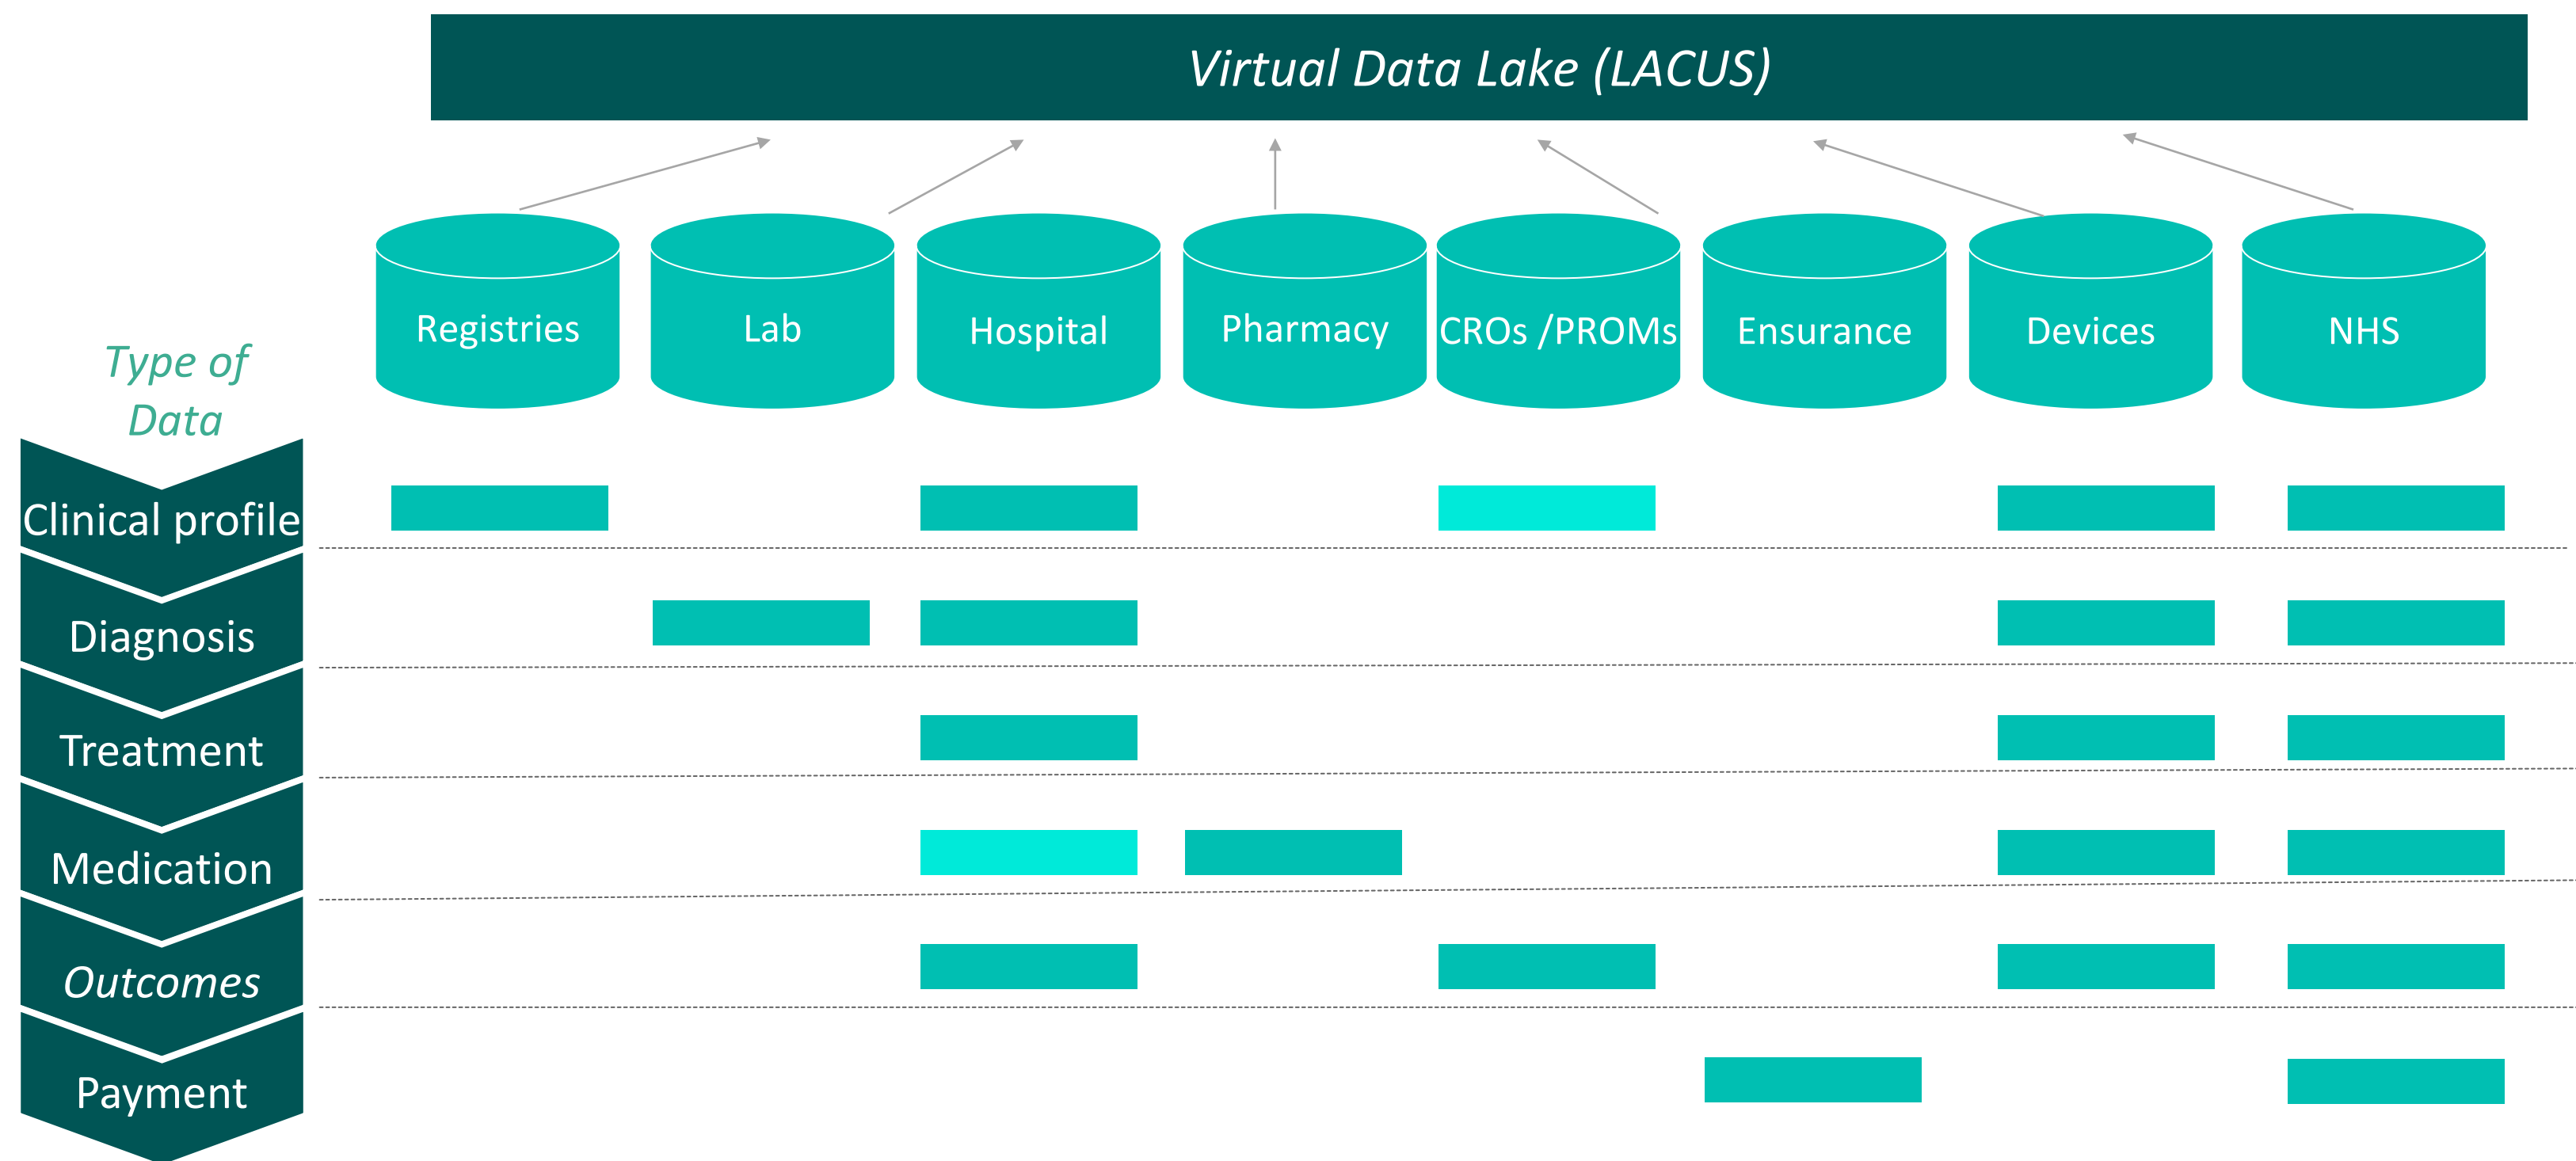 Virtual Data Lake (LACUS)
Registries
Lab
Hospital
Pharmacy
CROs /PROMs
Ensurance
Devices
NHS
Type of
Data
Clinical profile
Diagnosis
Treatment
Medication
Outcomes
Payment